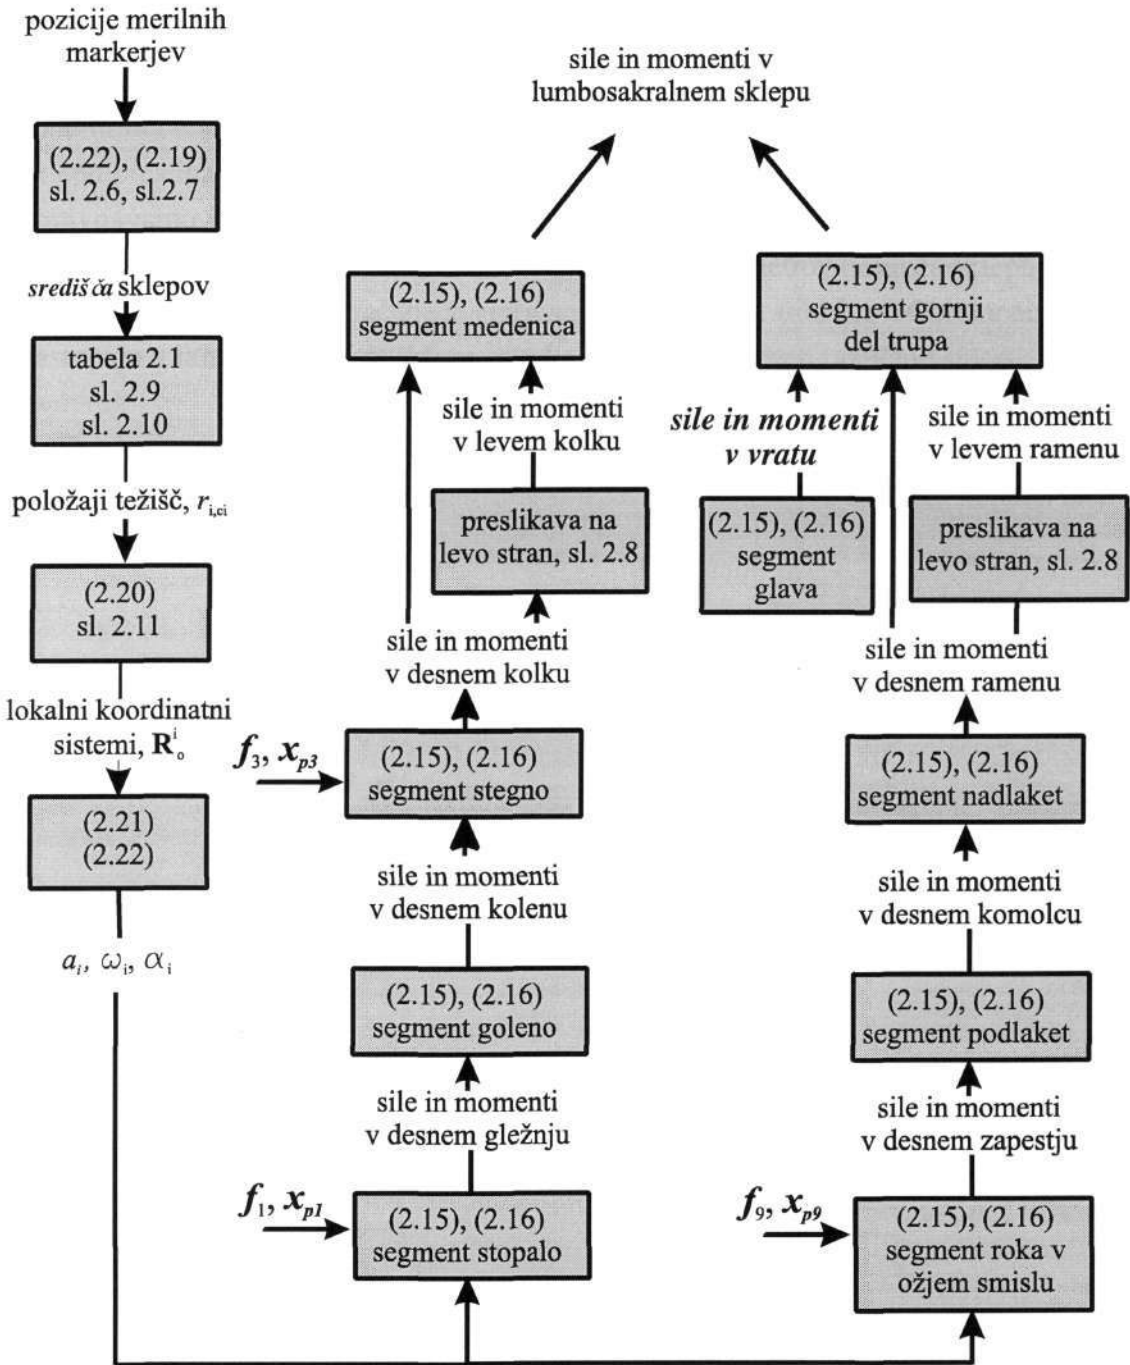 pozicije merilnih
markerjev
(2.22), (2.19)
sl. 2.6, sl.2.7
središča sklepov
tabela 2.1
sl. 2.9
sl. 2.10
položaji težišč, r_{i,ci}
(2.20)
sl. 2.11
lokalni koordinatni
sistemi, R_o^i
(2.21)
(2.22)
a_i, ω_i, α_i
sile in momenti v
lumbosakralnem sklepu
(2.15), (2.16)
segment medenica
sile in momenti
v levem kolku
preslikava na
levo stran, sl. 2.8
sile in momenti
v desnem kolku
f_3, x_{p3}
(2.15), (2.16)
segment stegno
sile in momenti
v desnem kolenu
(2.15), (2.16)
segment goleno
sile in momenti
v desnem gležnju
f_1, x_{p1}
(2.15), (2.16)
segment stopalo
(2.15), (2.16)
segment gornji
del trupa
sile in momenti
v vratu
(2.15), (2.16)
segment
glava
sile in momenti
v levem ramenu
preslikava na
levo stran, sl. 2.8
sile in momenti
v desnem ramenu
(2.15), (2.16)
segment nadlaket
sile in momenti
v desnem komolcu
(2.15), (2.16)
segment podlaket
sile in momenti
v desnem zapestju
f_9, x_{p9}
(2.15), (2.16)
segment roka v
ožjem smislu